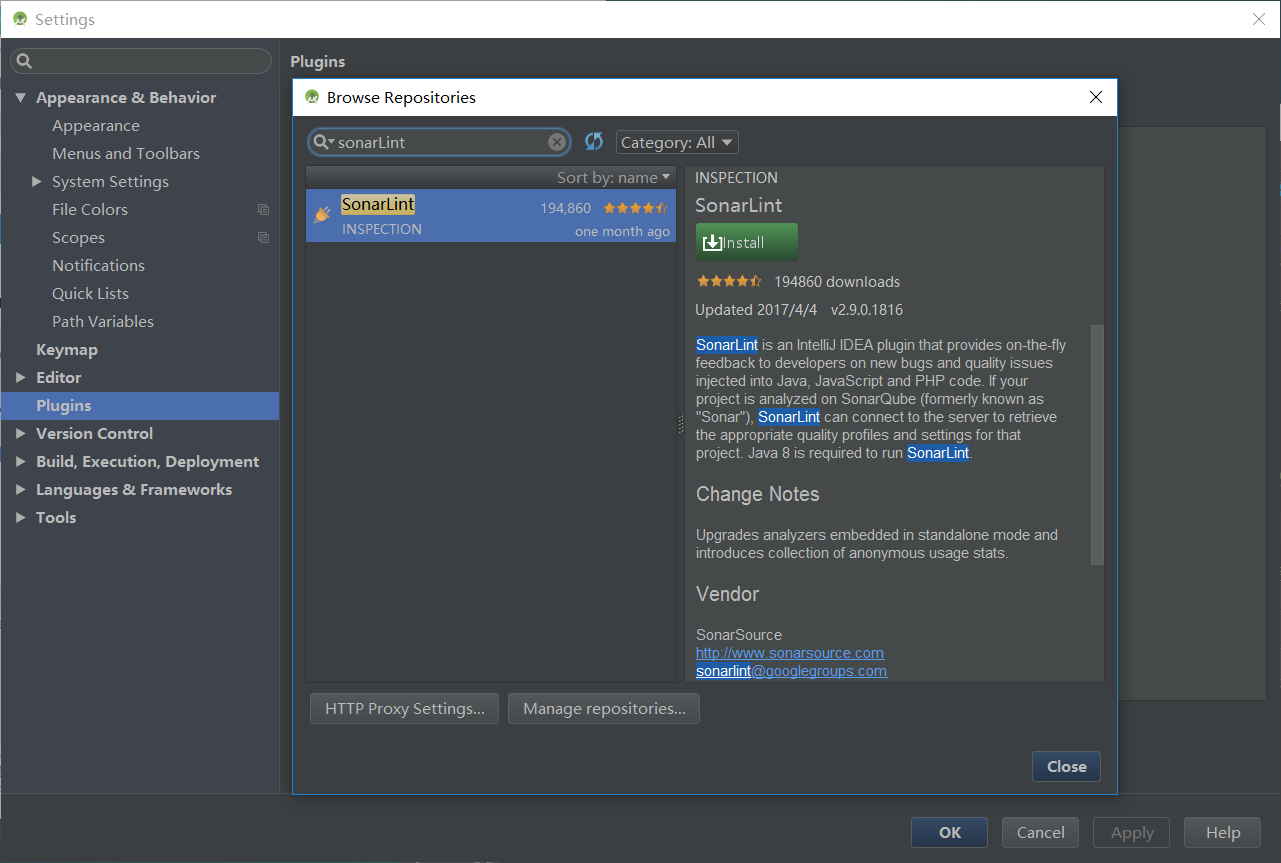 Settings
Plugins
Appearance & Behavior
Appearance
Menus and Toolbars
System Settings
File Colors
Scopes
Notifications
Quick Lists
Path Variables
Keymap
Editor
Plugins
Version Control
Build, Execution, Deployment
Languages & Frameworks
Tools
Browse Repositories
sonarLint
Category: All
Sort by: name
SonarLint
194,860
INSPECTION
one month ago
INSPECTION
SonarLint
Install
194860 downloads
Updated 2017/4/4 v2.9.0.1816
SonarLint is an IntelliJ IDEA plugin that provides on-the-fly
feedback to developers on new bugs and quality issues
injected into Java, JavaScript and PHP code. If your
project is analyzed on SonarQube (formerly known as
"Sonar"), SonarLint can connect to the server to retrieve
the appropriate quality profiles and settings for that
project. Java 8 is required to run SonarLint.
Change Notes
Upgrades analyzers embedded in standalone mode and
introduces collection of anonymous usage stats.
Vendor
SonarSource
http://www.sonarsource.com
sonarlint@googlegroups.com
HTTP Proxy Settings...
Manage repositories...
Close
OK
Cancel
Apply
Help